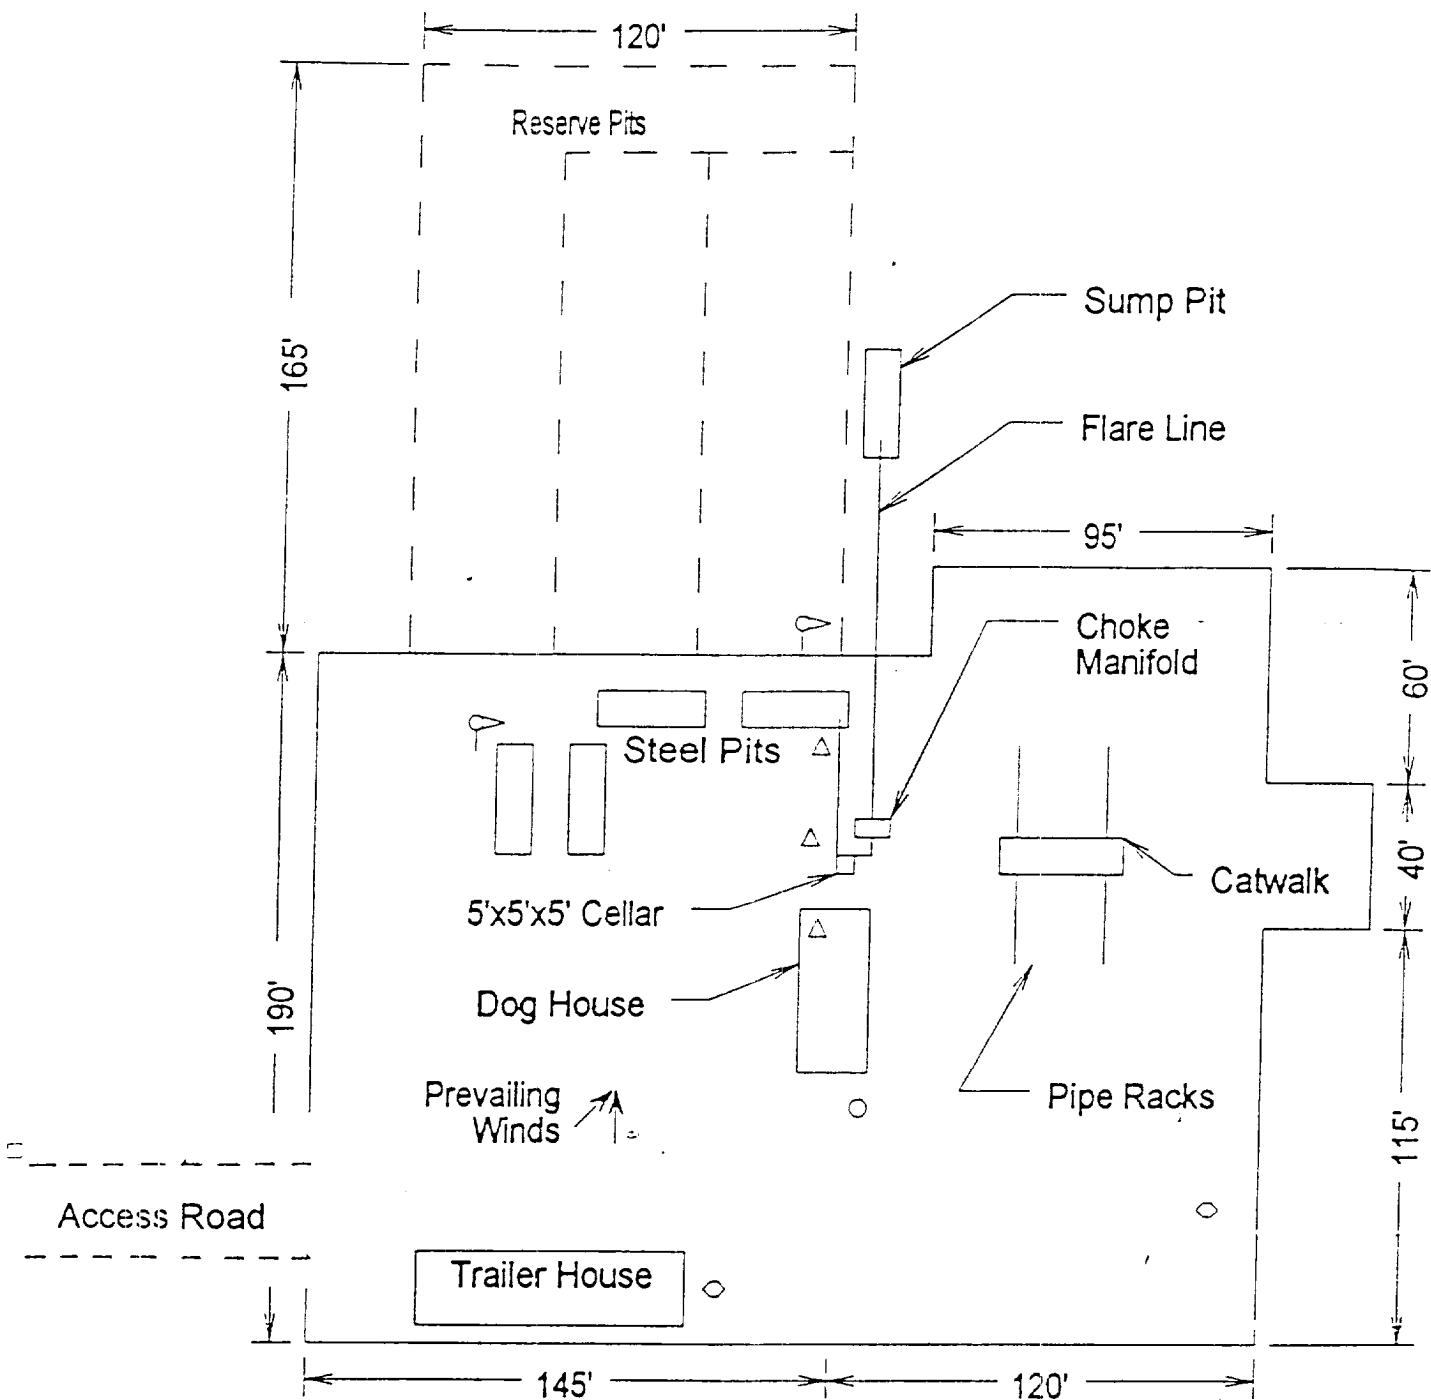 120'
Reserve Pits
Sump Pit
165'
Flare Line
95'
Choke
Manifold
60'
Steel Pits
40'
Catwalk
5'x5'x5' Cellar
Dog House
190'
Prevailing
Winds
Pipe Racks
115'
Access Road
Trailer House
145'
120'